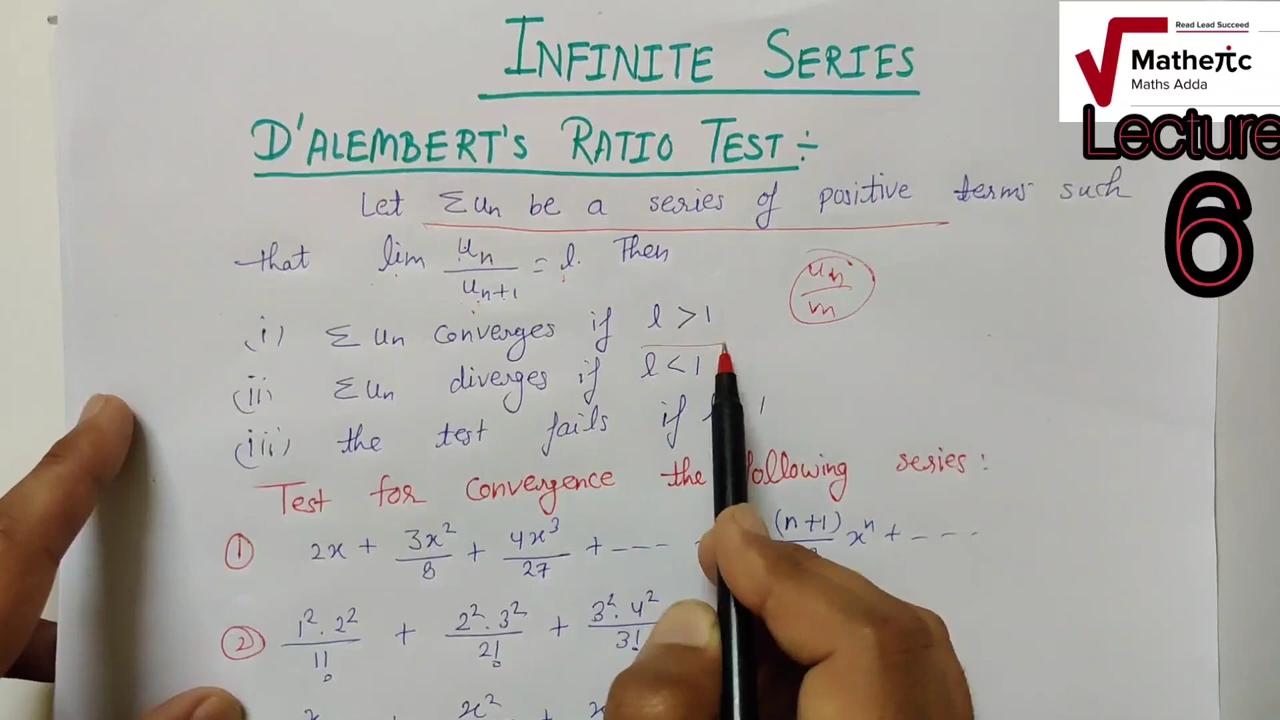 INFINITE SERIES
Read Lead Succeed
Matheπc
Maths Adda
Lecture
6
D'ALEMBERT'S RATIO TEST :-
Let Σun be a series of positive terms such
that lim un/un+1 = l. Then
un/vn
(i) Σun converges if l > 1
(ii) Σun diverges if l < 1
(iii) the test fails if 1
Test for convergence the following series:
① 2x + 3x²/8 + 4x³/27 + ---- (n+1) xⁿ + ---
② 1².2²/1! + 2².3²/2! + 3².4²/3!
x² +